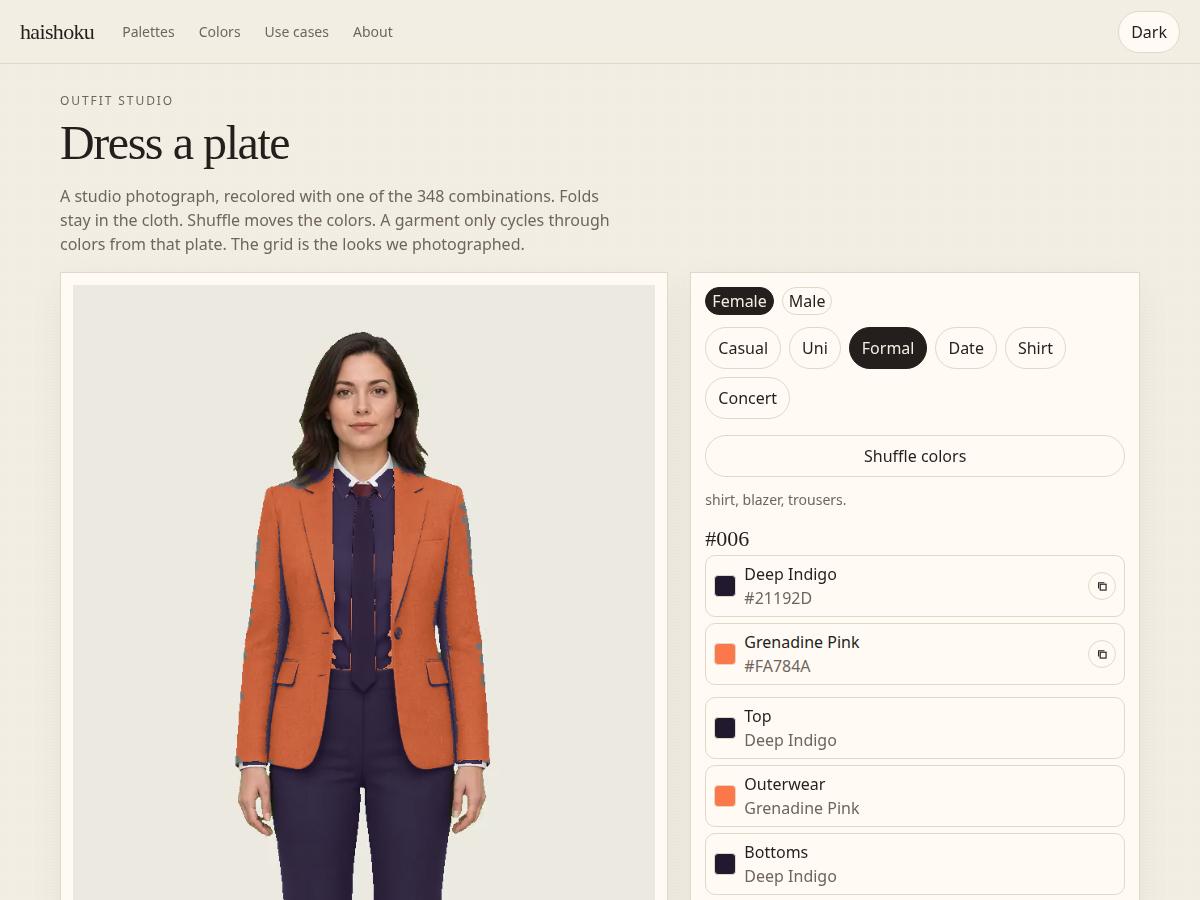 haishoku
Palettes
Colors
Use cases
About
Dark
OUTFIT STUDIO
Dress a plate
A studio photograph, recolored with one of the 348 combinations. Folds
stay in the cloth. Shuffle moves the colors. A garment only cycles through
colors from that plate. The grid is the looks we photographed.
Female
Male
Casual
Uni
Formal
Date
Shirt
Concert
Shuffle colors
shirt, blazer, trousers.
#006
Deep Indigo
#21192D
Grenadine Pink
#FA784A
Top
Deep Indigo
Outerwear
Grenadine Pink
Bottoms
Deep Indigo